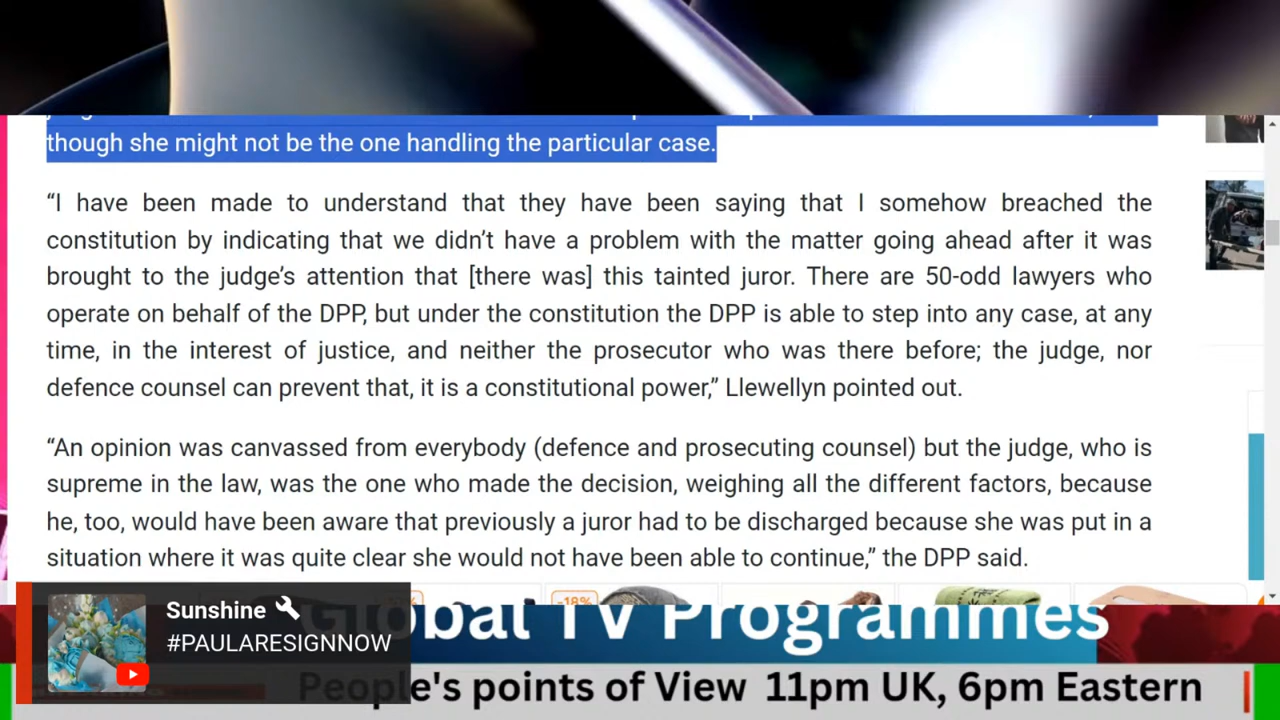 though she might not be the one handling the particular case.
“I have been made to understand that they have been saying that I somehow breached the
constitution by indicating that we didn’t have a problem with the matter going ahead after it was
brought to the judge’s attention that [there was] this tainted juror. There are 50-odd lawyers who
operate on behalf of the DPP, but under the constitution the DPP is able to step into any case, at any
time, in the interest of justice, and neither the prosecutor who was there before; the judge, nor
defence counsel can prevent that, it is a constitutional power,” Llewellyn pointed out.
“An opinion was canvassed from everybody (defence and prosecuting counsel) but the judge, who is
supreme in the law, was the one who made the decision, weighing all the different factors, because
he, too, would have been aware that previously a juror had to be discharged because she was put in a
situation where it was quite clear she would not have been able to continue,” the DPP said.
-18%
Sunshine
#PAULARESIGNNOW
Global TV Programmes
People's points of View 11pm UK, 6pm Eastern